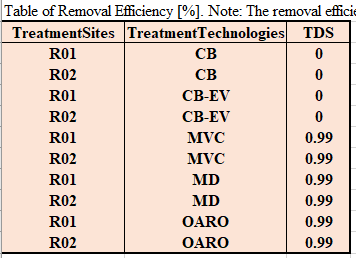 Table of Removal Efficiency [%]. Note: The removal
TreatmentSites TreatmentTechnologies TDS
R01 CB 0
R02 CB 0
R01 CB-EV 0
R02 CB-EV 0
R01 MVC 0.99
R02 MVC 0.99
R01 MD 0.99
R02 MD 0.99
R01 OARO 0.99
R02 OARO 0.99